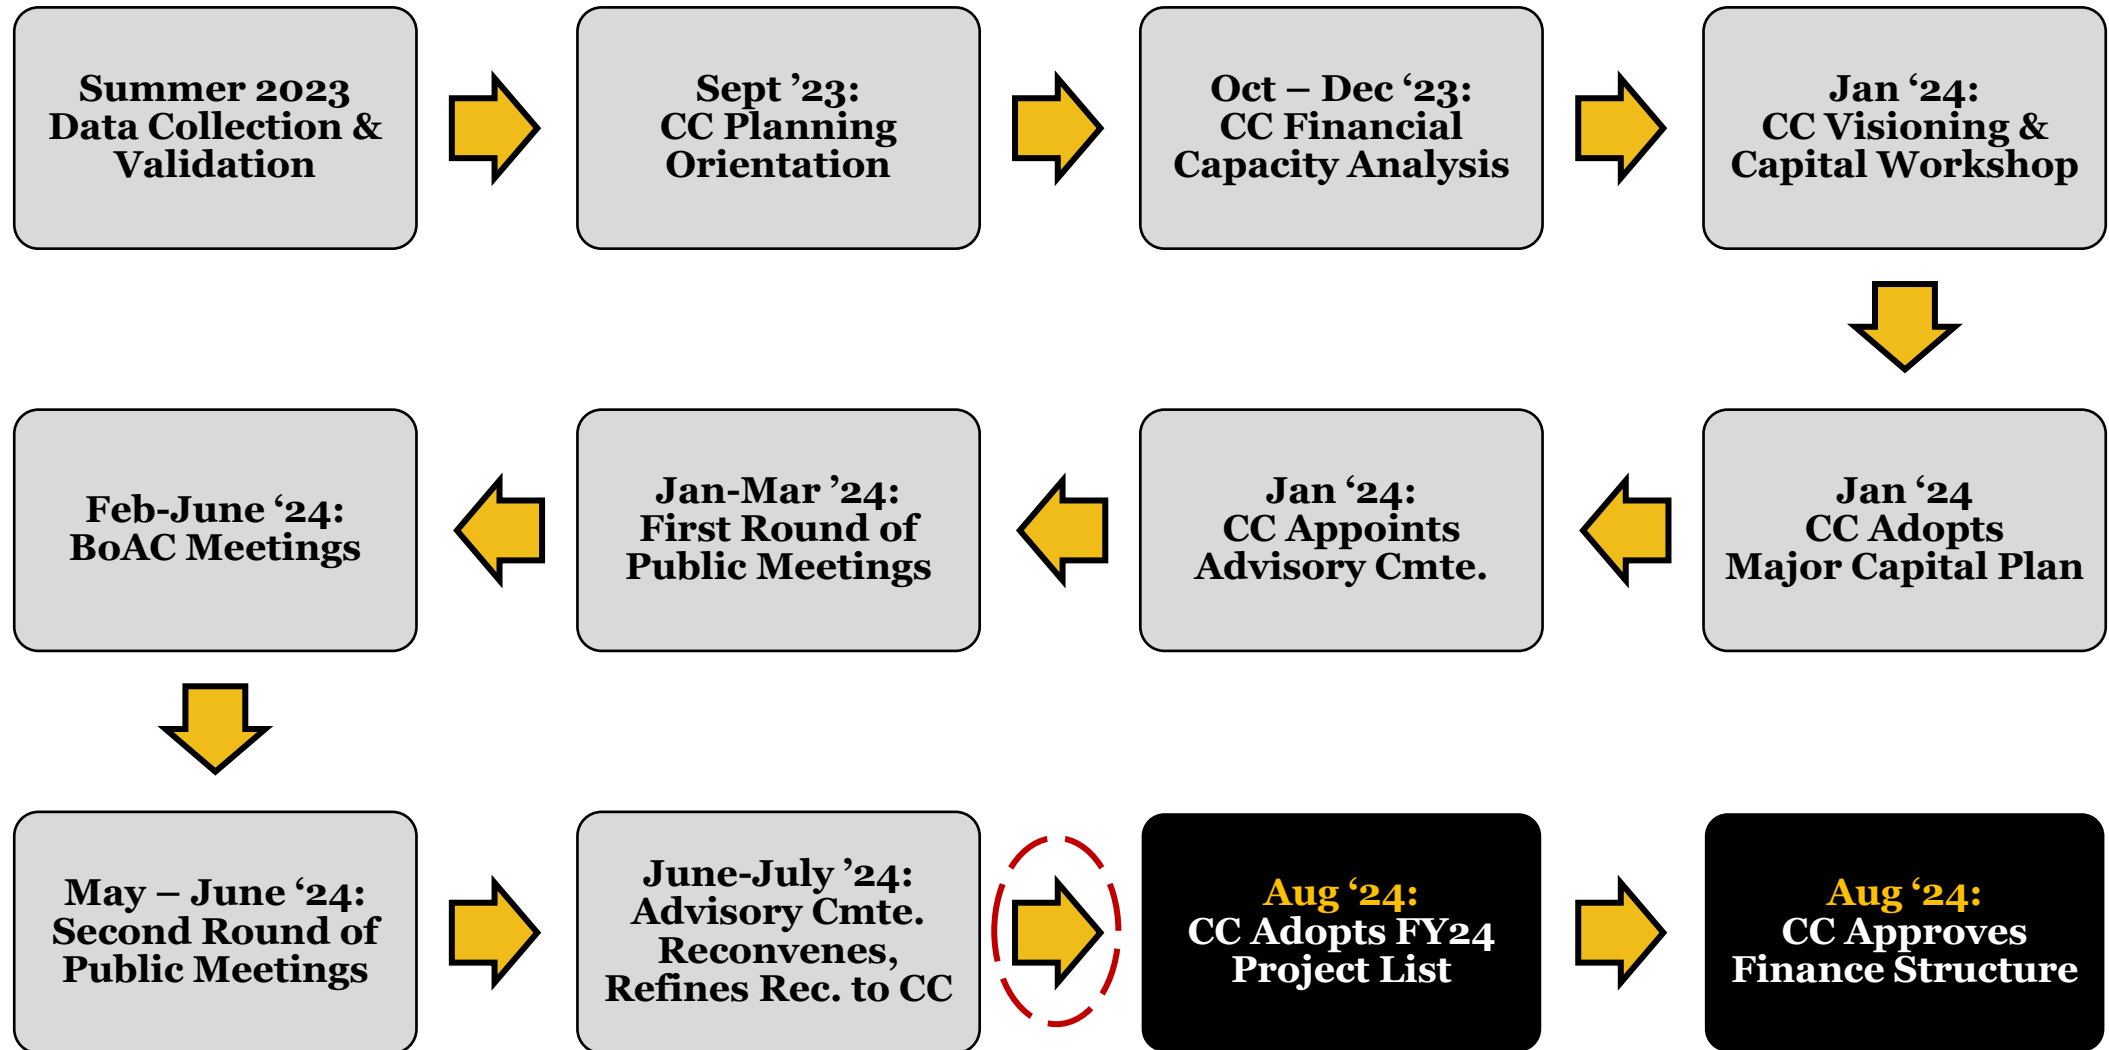 Summer 2023
Data Collection &
Validation
Sept ’23:
CC Planning
Orientation
Oct – Dec ‘23:
CC Financial
Capacity Analysis
Jan ‘24:
CC Visioning &
Capital Workshop
Jan ‘24
CC Adopts
Major Capital Plan
Jan ‘24:
CC Appoints
Advisory Cmte.
Jan-Mar ’24:
First Round of
Public Meetings
Feb-June ‘24:
BoAC Meetings
May – June ‘24:
Second Round of
Public Meetings
June-July ’24:
Advisory Cmte.
Reconvenes,
Refines Rec. to CC
Aug ‘24:
CC Adopts FY24
Project List
Aug ‘24:
CC Approves
Finance Structure